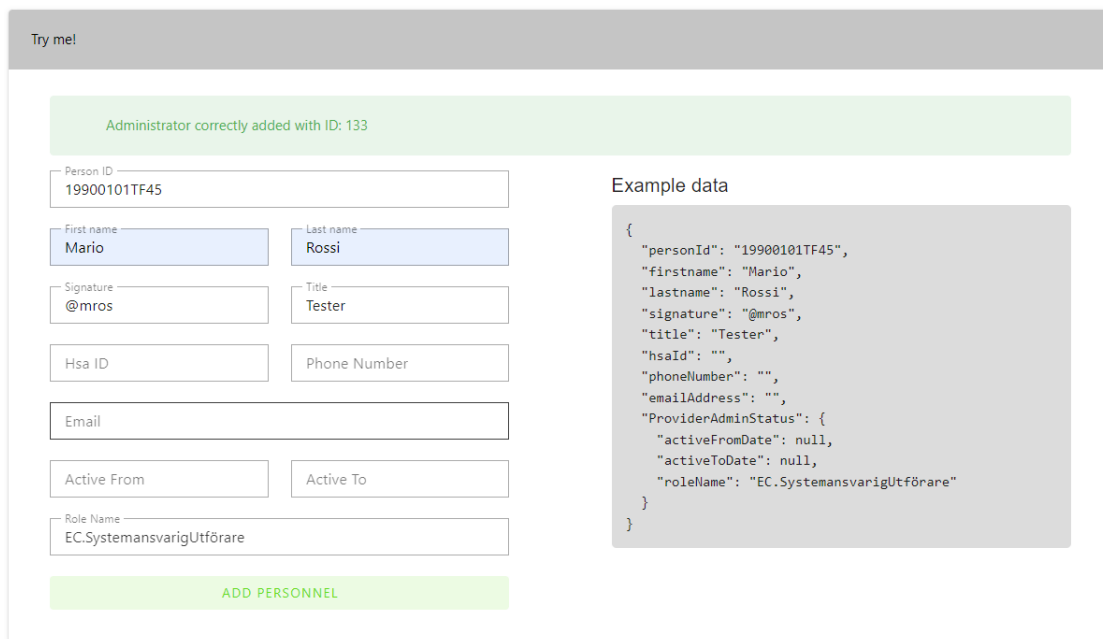 Try me!
Administrator correctly added with ID: 133
Person ID
19900101TF45
First name
Mario
Last name
Rossi
Signature
@mros
Title
Tester
Hsa ID
Phone Number
Email
Active From
Active To
Role Name
EC.SystemansvarigUtförare
ADD PERSONNEL
Example data
{
"personId": "19900101TF45",
"firstname": "Mario",
"lastname": "Rossi",
"signature": "@mros",
"title": "Tester",
"hsaId": "",
"phoneNumber": "",
"emailAddress": "",
"ProviderAdminStatus": {
"activeFromDate": null,
"activeToDate": null,
"roleName": "EC.SystemansvarigUtförare"
}
}